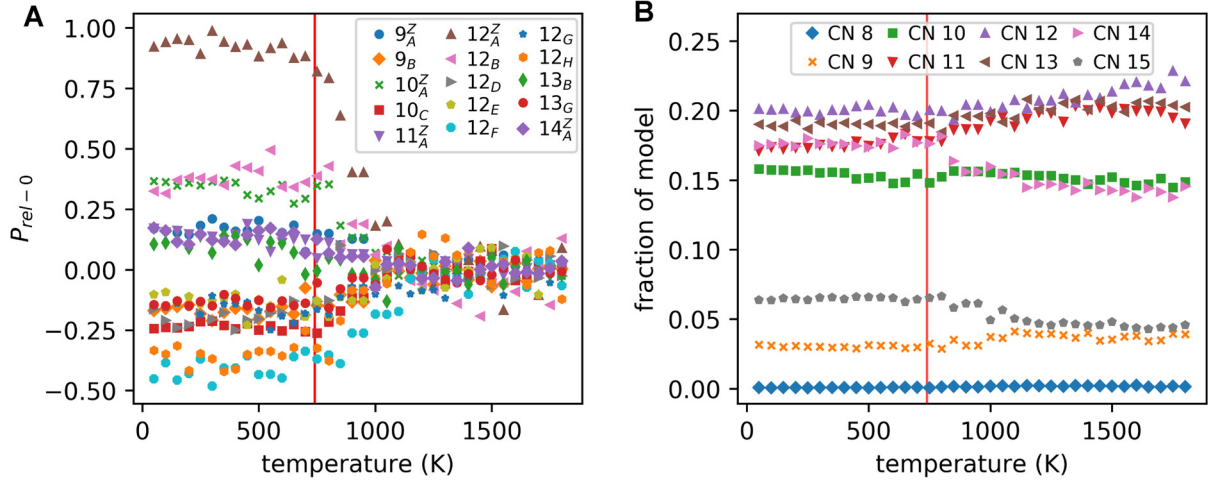 A
1.00
0.75
0.50
0.25
0.00
−0.25
−0.50
P_{rel−0}
0
500
1000
1500
temperature (K)
9_A^Z
9_B
10_A^Z
10_C
11_A^Z
12_A^Z
12_B
12_D
12_E
12_F
12_G
12_H
13_B
13_G
14_A^Z
B
0.25
0.20
0.15
0.10
0.05
0.00
fraction of model
0
500
1000
1500
temperature (K)
CN 8
CN 9
CN 10
CN 11
CN 12
CN 13
CN 14
CN 15